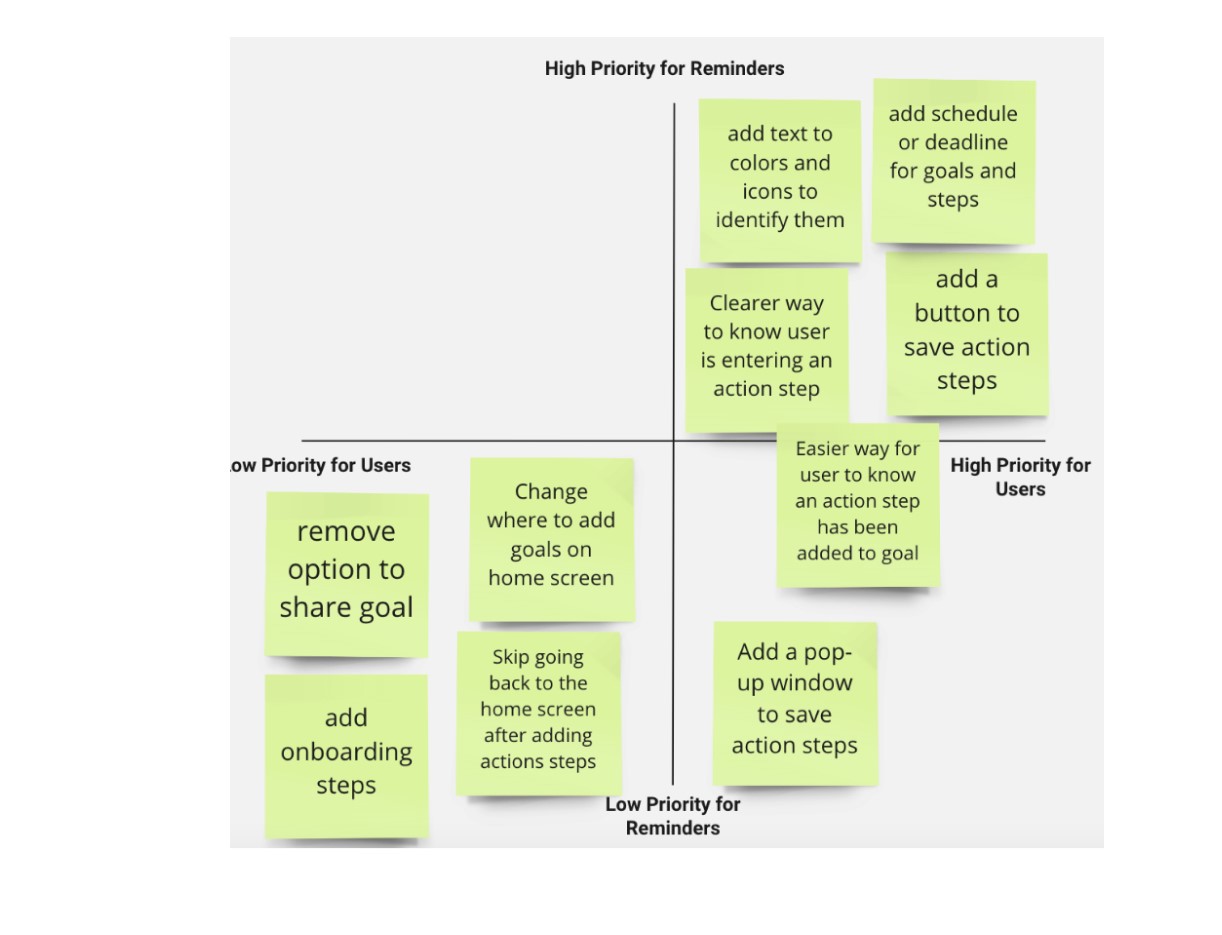 High Priority for Reminders
add text to
colors and
icons to
identify them
add schedule
or deadline
for goals and
steps
Clearer way
to know user
is entering an
action step
add a
button to
save action
steps
ow Priority for Users
High Priority for
Users
Easier way for
user to know
an action step
has been
added to goal
remove
option to
share goal
Change
where to add
goals on
home screen
add
onboarding
steps
Skip going
back to the
home screen
after adding
actions steps
Add a pop-
up window
to save
action steps
Low Priority for
Reminders